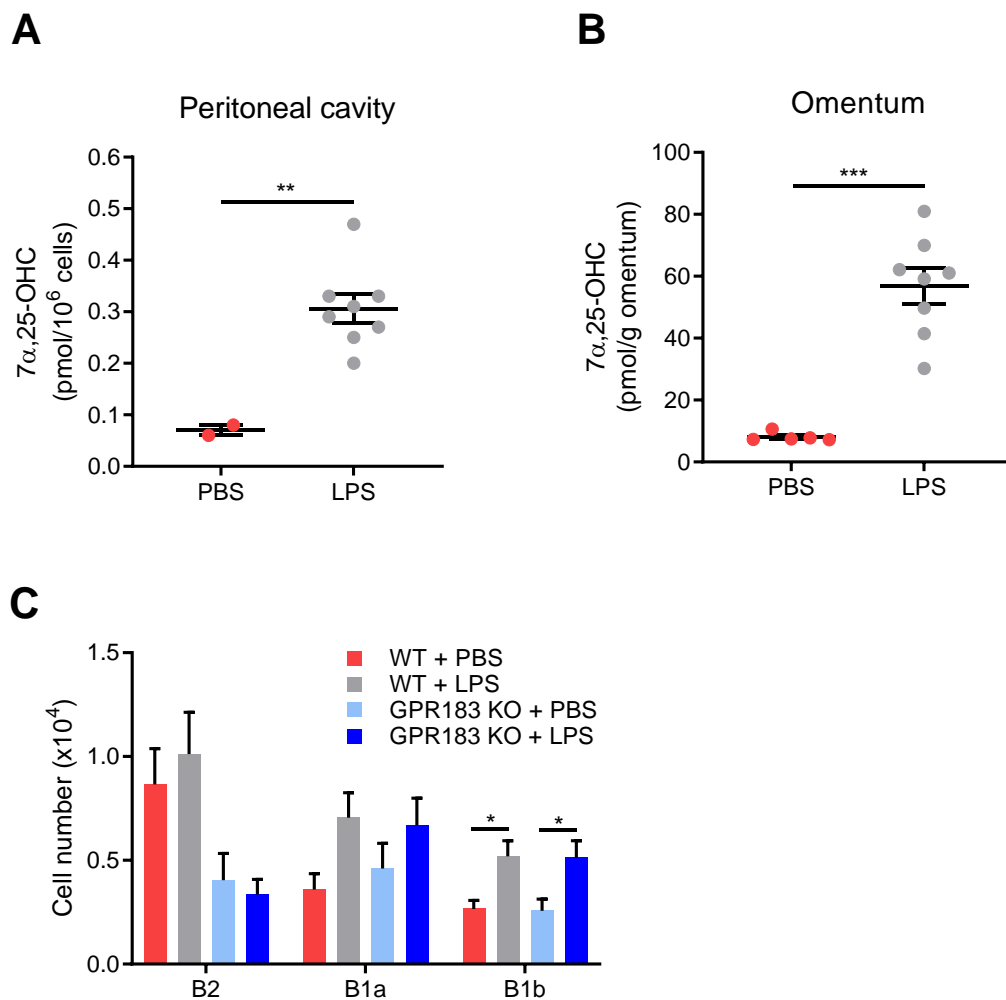 A
Peritoneal cavity
7α,25-OHC
(pmol/10⁶ cells)
0.6
0.5
0.4
0.3
0.2
0.1
0.0
**
PBS
LPS
B
Omentum
7α,25-OHC
(pmol/g omentum)
100
80
60
40
20
0
***
PBS
LPS
C
Cell number (x10⁴)
1.5
1.0
0.5
0.0
WT + PBS
WT + LPS
GPR183 KO + PBS
GPR183 KO + LPS
*
*
B2
B1a
B1b